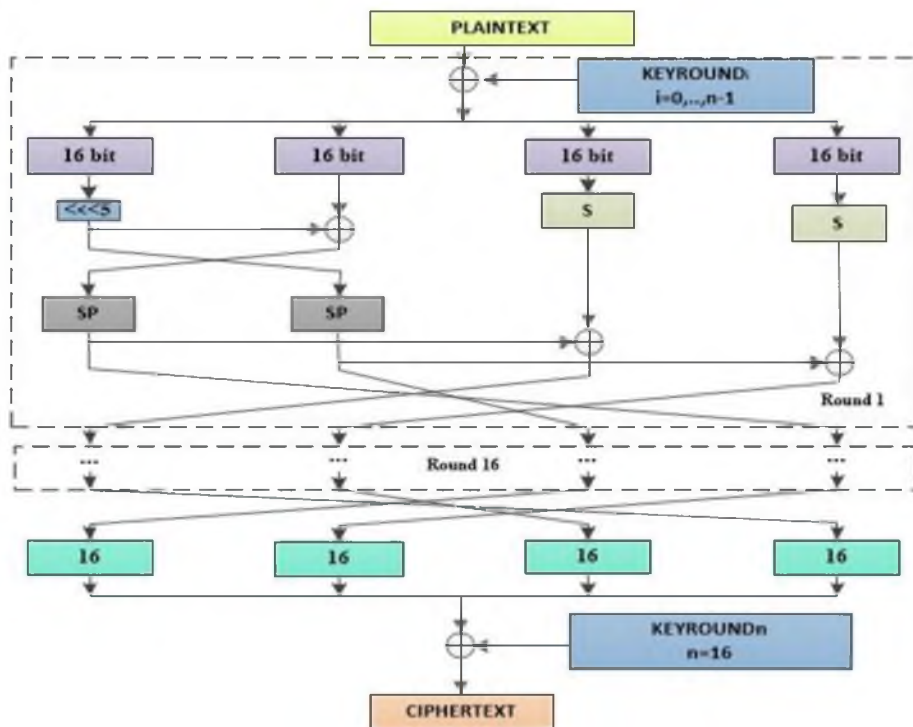 PLAINTEXT
KEYROUNDi
i=0,..,n-1
16 bit
16 bit
16 bit
16 bit
<<<5
S
S
SP
SP
Round 1
...
...
...
...
Round 16
16
16
16
16
KEYROUNDn
n=16
CIPHERTEXT